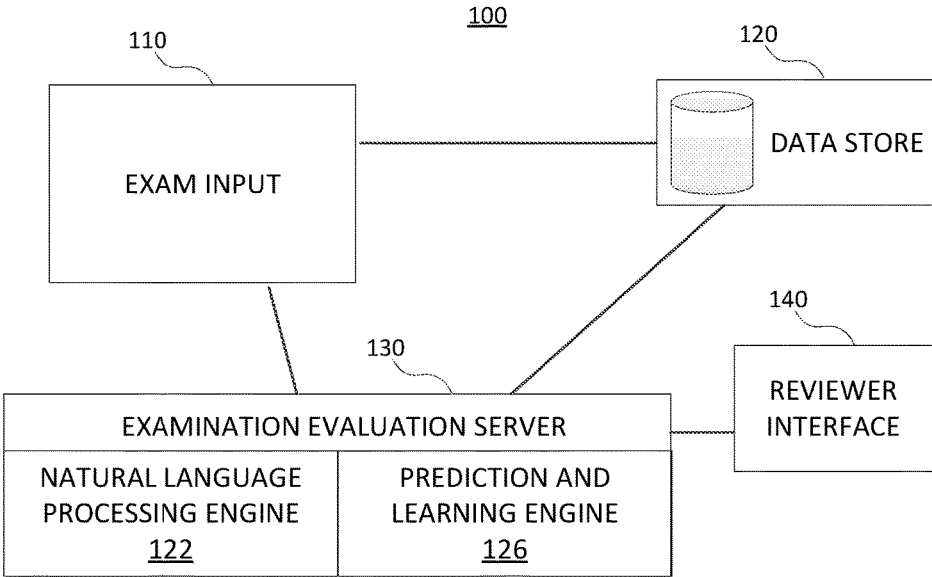 100
110
120
EXAM INPUT
DATA STORE
140
130
REVIEWER
INTERFACE
EXAMINATION EVALUATION SERVER
NATURAL LANGUAGE
PROCESSING ENGINE
122
PREDICTION AND
LEARNING ENGINE
126